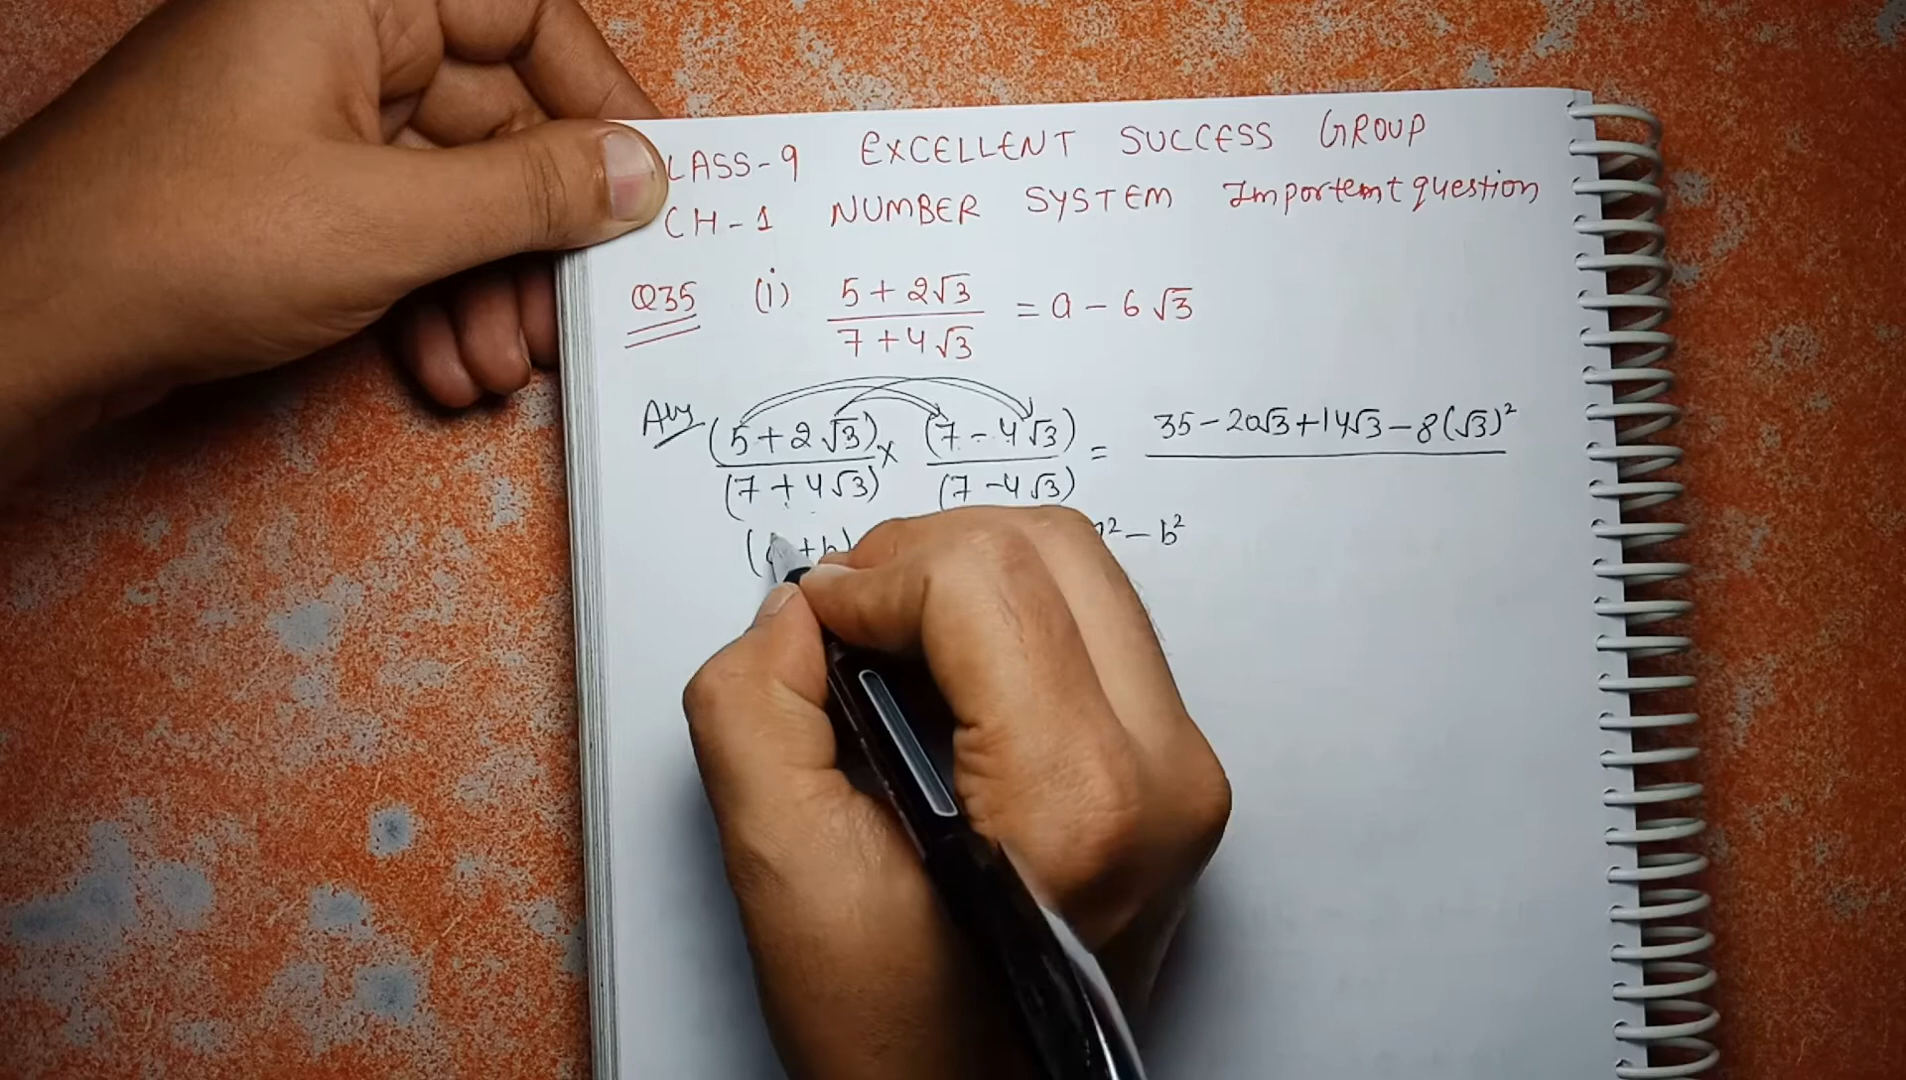 LASS-9 EXCELLENT SUCCESS GROUP
CH-1 NUMBER SYSTEM Importemt question
Q35 (i) 5+2√3 / 7+4√3 = a - 6√3
Ans (5+2√3) / (7+4√3) × (7-4√3) / (7-4√3) = 35-20√3+14√3-8(√3)²
+b) ² - b²